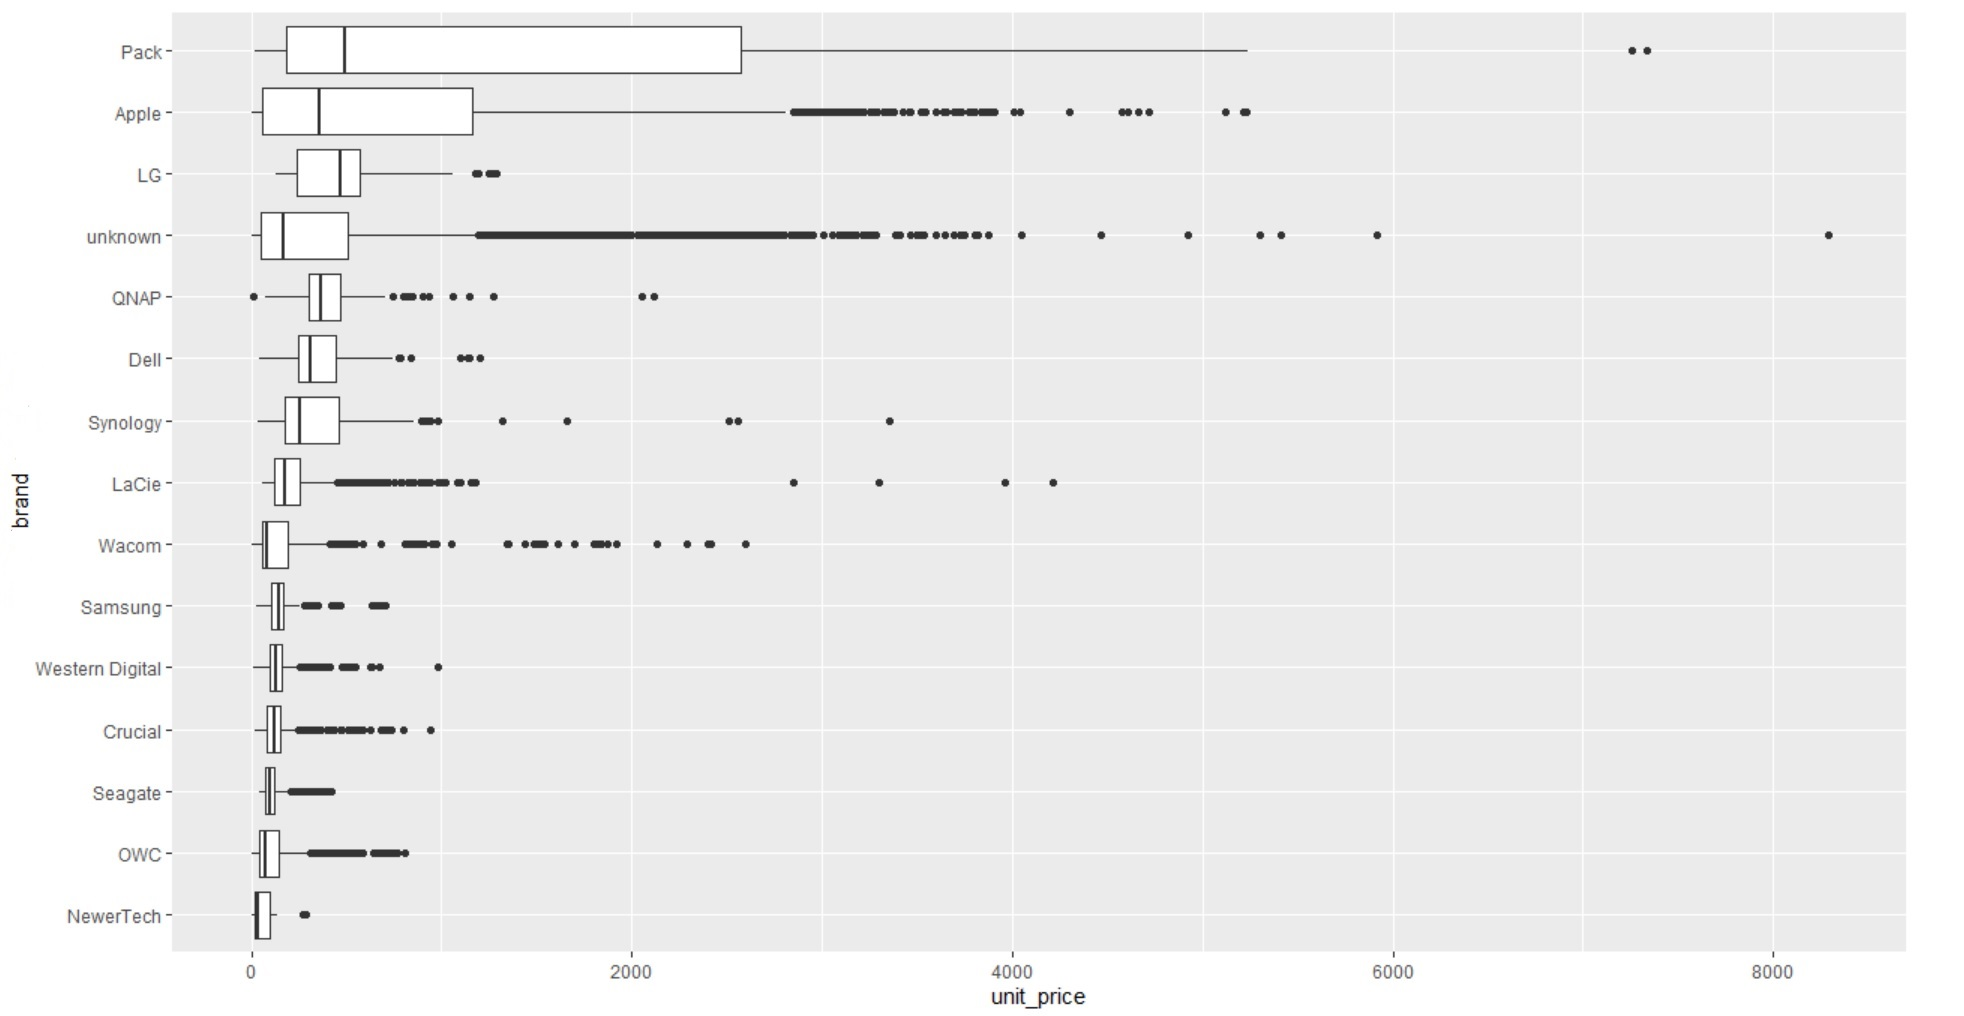 Pack
Apple
LG
unknown
QNAP
Dell
Synology
LaCie
Wacom
Samsung
Western Digital
Crucial
Seagate
OWC
NewerTech
brand
0 2000 4000 6000 8000
unit_price